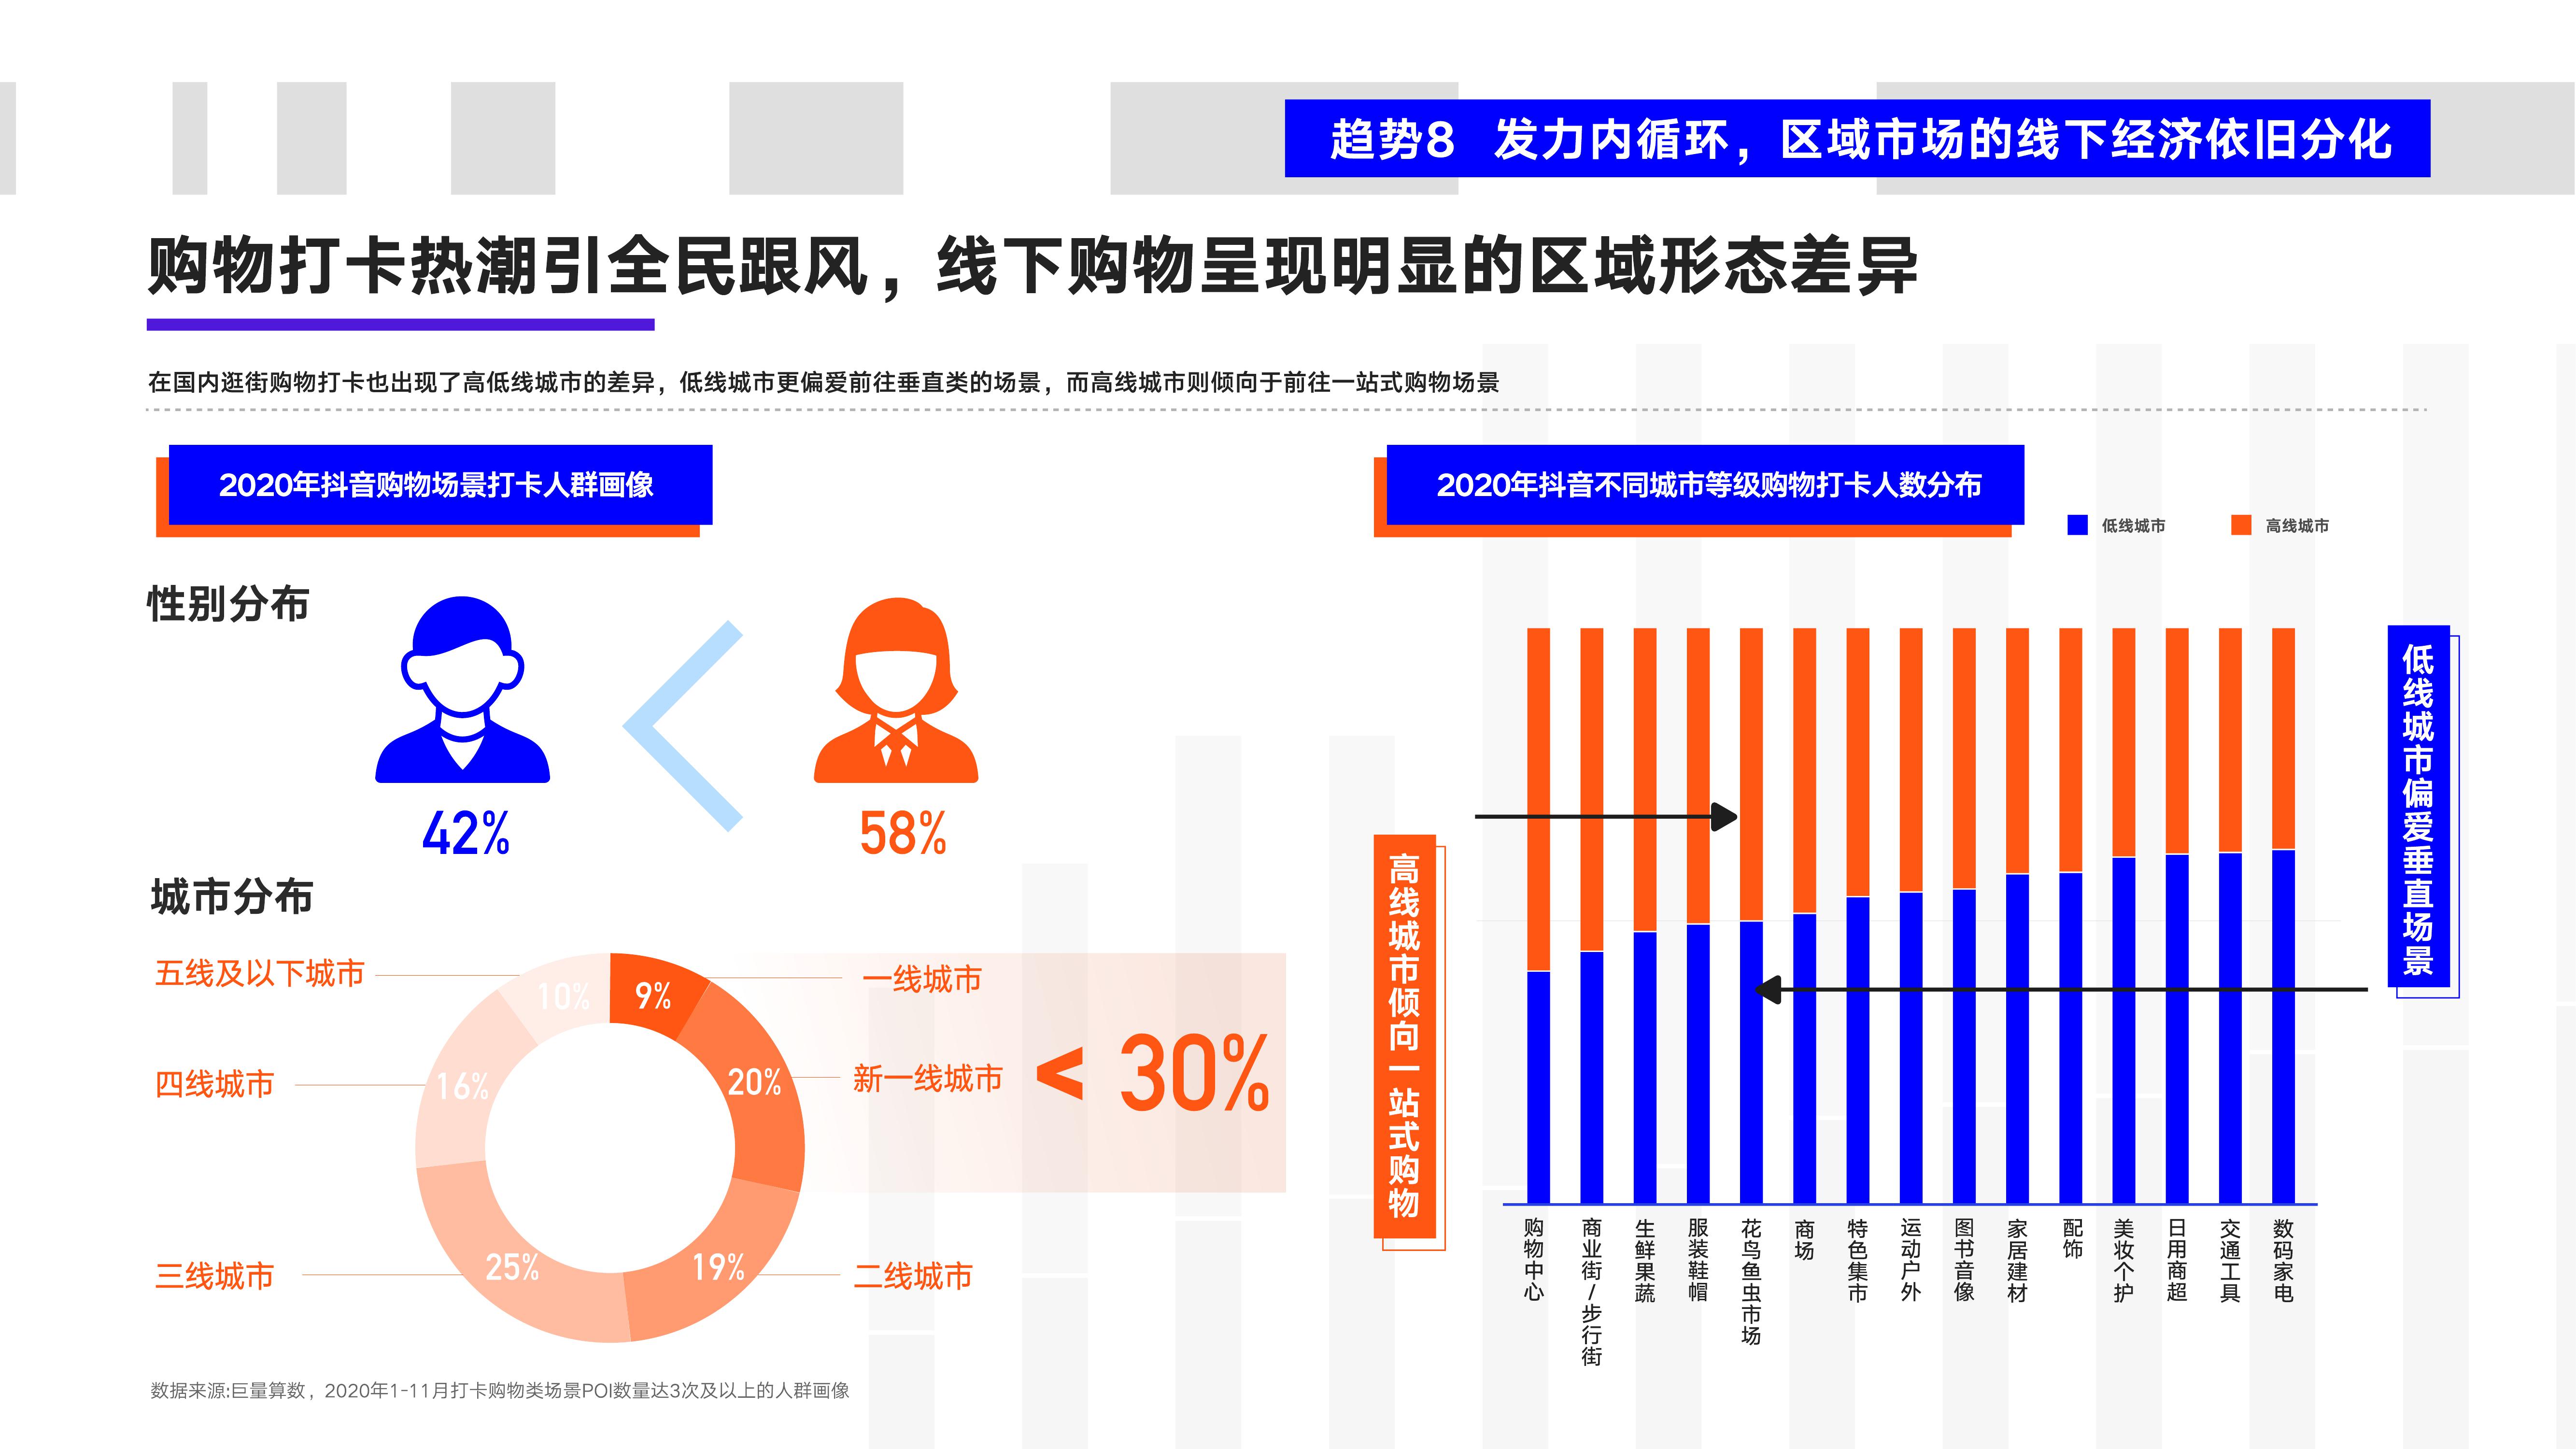 趋势8 发力内循环，区域市场的线下经济依旧分化
购物打卡热潮引全民跟风，线下购物呈现明显的区域形态差异
在国内逛街购物打卡也出现了高低线城市的差异，低线城市更偏爱前往垂直类的场景，而高线城市则倾向于前往一站式购物场景
2020年抖音购物场景打卡人群画像
性别分布
42%
58%
城市分布
五线及以下城市
10%
9%
一线城市
四线城市
16%
20%
新一线城市
< 30%
三线城市
25%
19%
二线城市
2020年抖音不同城市等级购物打卡人数分布
低线城市
高线城市
高线城市倾向一站式购物
低线城市偏爱垂直场景
购物中心
商业街/步行街
生鲜果蔬
服装鞋帽
花鸟鱼虫市场
商场
特色集市
运动户外
图书音像
家居建材
配饰
美妆个护
日用商超
交通工具
数码家电
数据来源:巨量算数，2020年1-11月打卡购物类场景POI数量达3次及以上的人群画像